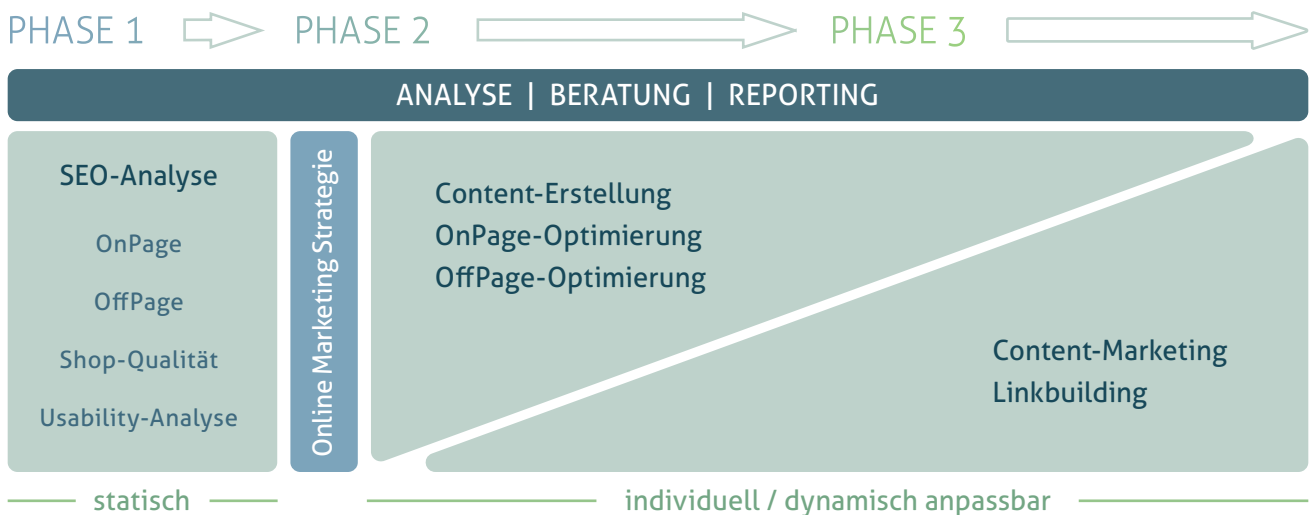 PHASE 1 PHASE 2 PHASE 3
ANALYSE | BERATUNG | REPORTING
SEO-Analyse
OnPage
OffPage
Shop-Qualität
Usability-Analyse
Online Marketing Strategie
Content-Erstellung
OnPage-Optimierung
OffPage-Optimierung
Content-Marketing
Linkbuilding
statisch
individuell / dynamisch anpassbar